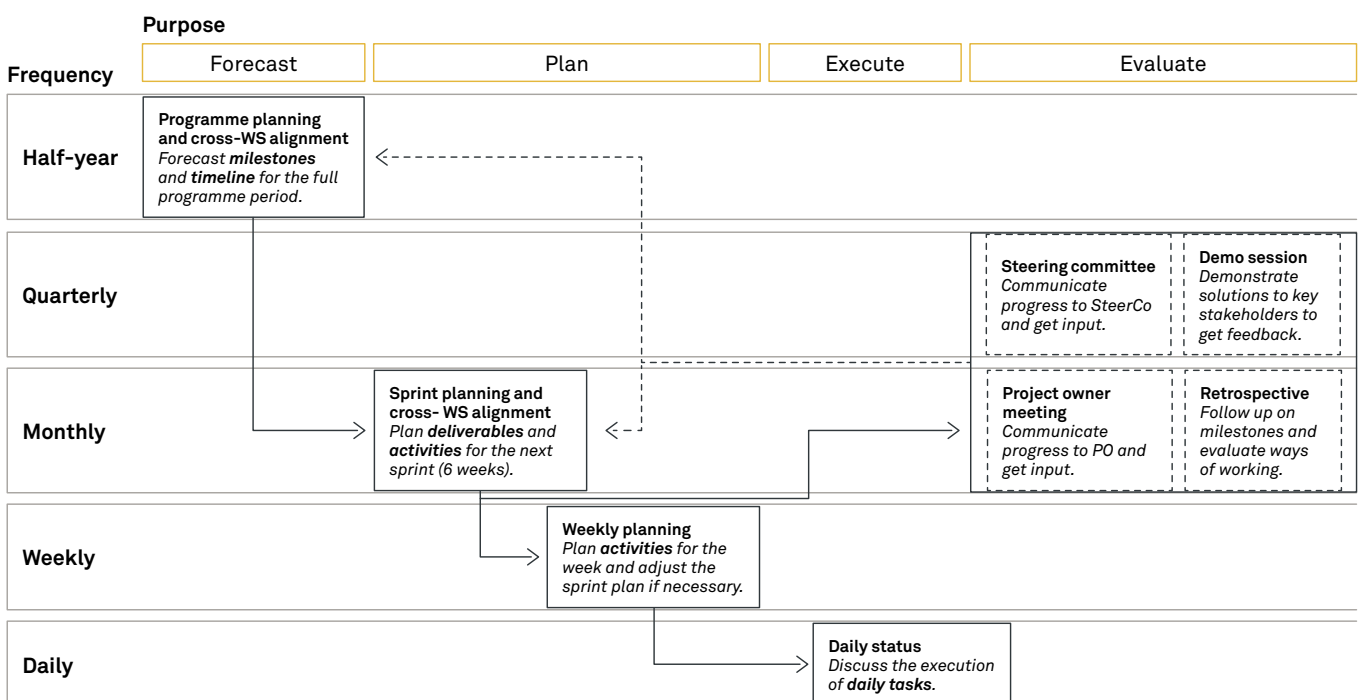 Purpose
Frequency
Forecast
Plan
Execute
Evaluate
Half-year
Programme planning
and cross-WS alignment
Forecast milestones
and timeline for the full
programme period.
Quarterly
Steering committee
Communicate
progress to SteerCo
and get input.
Demo session
Demonstrate
solutions to key
stakeholders to
get feedback.
Monthly
Sprint planning and
cross- WS alignment
Plan deliverables and
activities for the next
sprint (6 weeks).
Project owner
meeting
Communicate
progress to PO and
get input.
Retrospective
Follow up on
milestones and
evaluate ways
of working.
Weekly
Weekly planning
Plan activities for the
week and adjust the
sprint plan if necessary.
Daily
Daily status
Discuss the execution
of daily tasks.